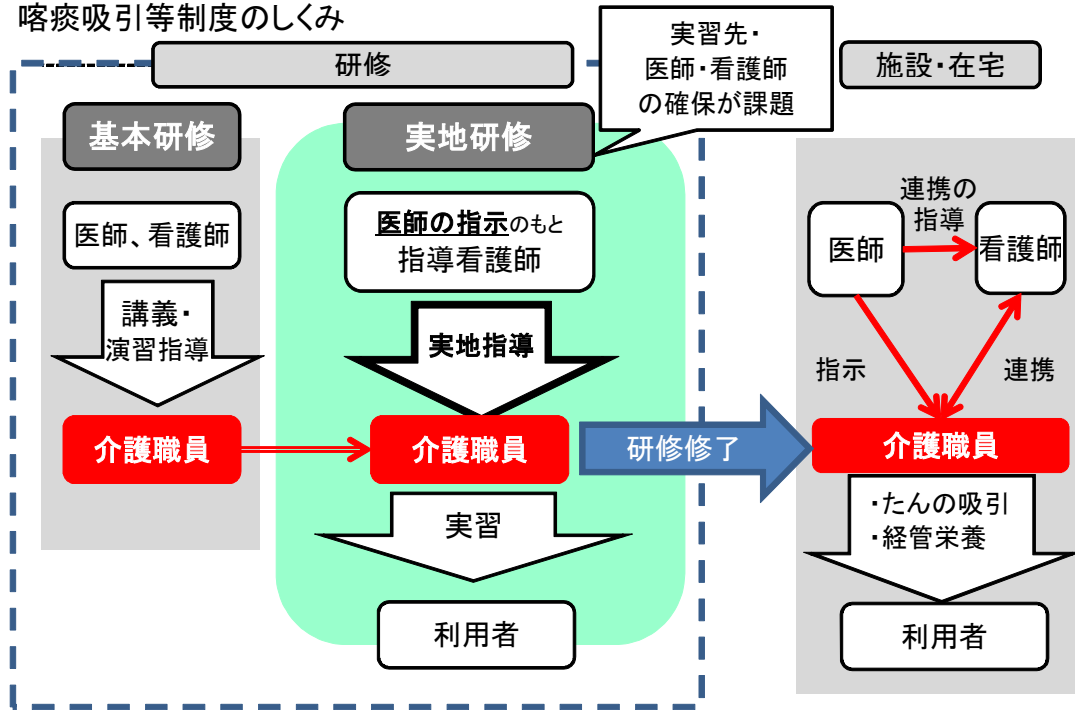 喀痰吸引等制度のしくみ
研修
実習先・
医師・看護師
の確保が課題
施設・在宅
基本研修
医師、看護師
講義・
演習指導
介護職員
実地研修
医師の指示のもと
指導看護師
実地指導
介護職員
実習
利用者
研修修了
連携の
指導
医師
看護師
指示
連携
介護職員
・たんの吸引
・経管栄養
利用者